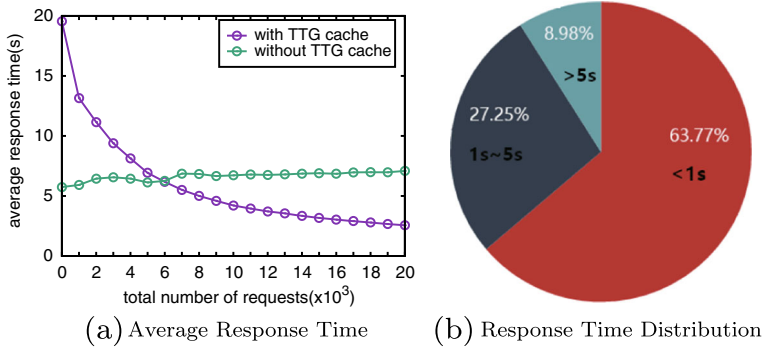 20
15
10
5
0
average response time(s)
with TTG cache
without TTG cache
0 2 4 6 8 10 12 14 16 18 20
total number of requests(x10³)
(a) Average Response Time
8.98%
>5s
27.25%
1s~5s
63.77%
<1s
(b) Response Time Distribution